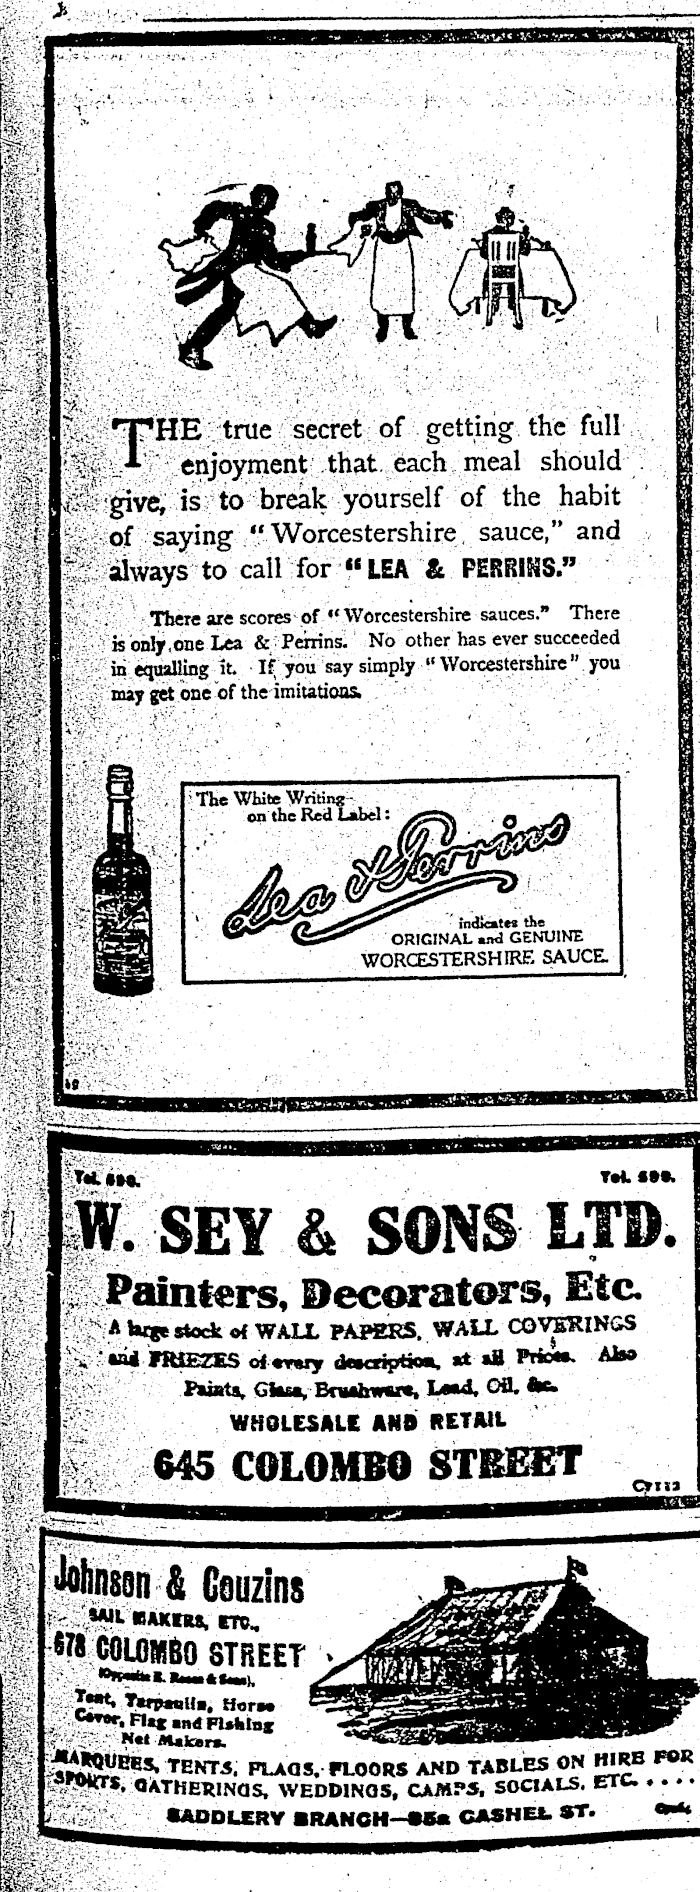 THE true secret of getting the full
enjoyment that each meal should
give, is to break yourself of the habit
of saying "Worcestershire sauce," and
always to call for "LEA & PERRINS."
There are scores of "Worcestershire sauces." There
is only one Lea & Perrins. No other has ever succeeded
in equalling it. If you say simply "Worcestershire" you
may get one of the imitations.
The White Writing
on the Red Label:
Lea & Perrins
indicates the
ORIGINAL and GENUINE
WORCESTERSHIRE SAUCE.
Tel. Tel.
W. SEY & SONS LTD.
Painters, Decorators, Etc.
A large stock of WALL PAPERS, WALL COVERINGS
and FRIEZES of every description, at all Prices. Also
Paints, Glass, Brushware, Lead, Oil, &c.
WHOLESALE AND RETAIL
645 COLOMBO STREET
C7112
Johnson & Couzins
SAIL MAKERS, ETC.,
678 COLOMBO STREET
(Opposite & Sons),
Tent, Tarpaulin, Horse
Cover, Flag and Fishing
Net Makers.
MARQUEES, TENTS, FLAGS, FLOORS AND TABLES ON HIRE FOR
SPORTS, GATHERINGS, WEDDINGS, CAMPS, SOCIALS, ETC. . . . .
SADDLERY BRANCH— CASHEL ST.